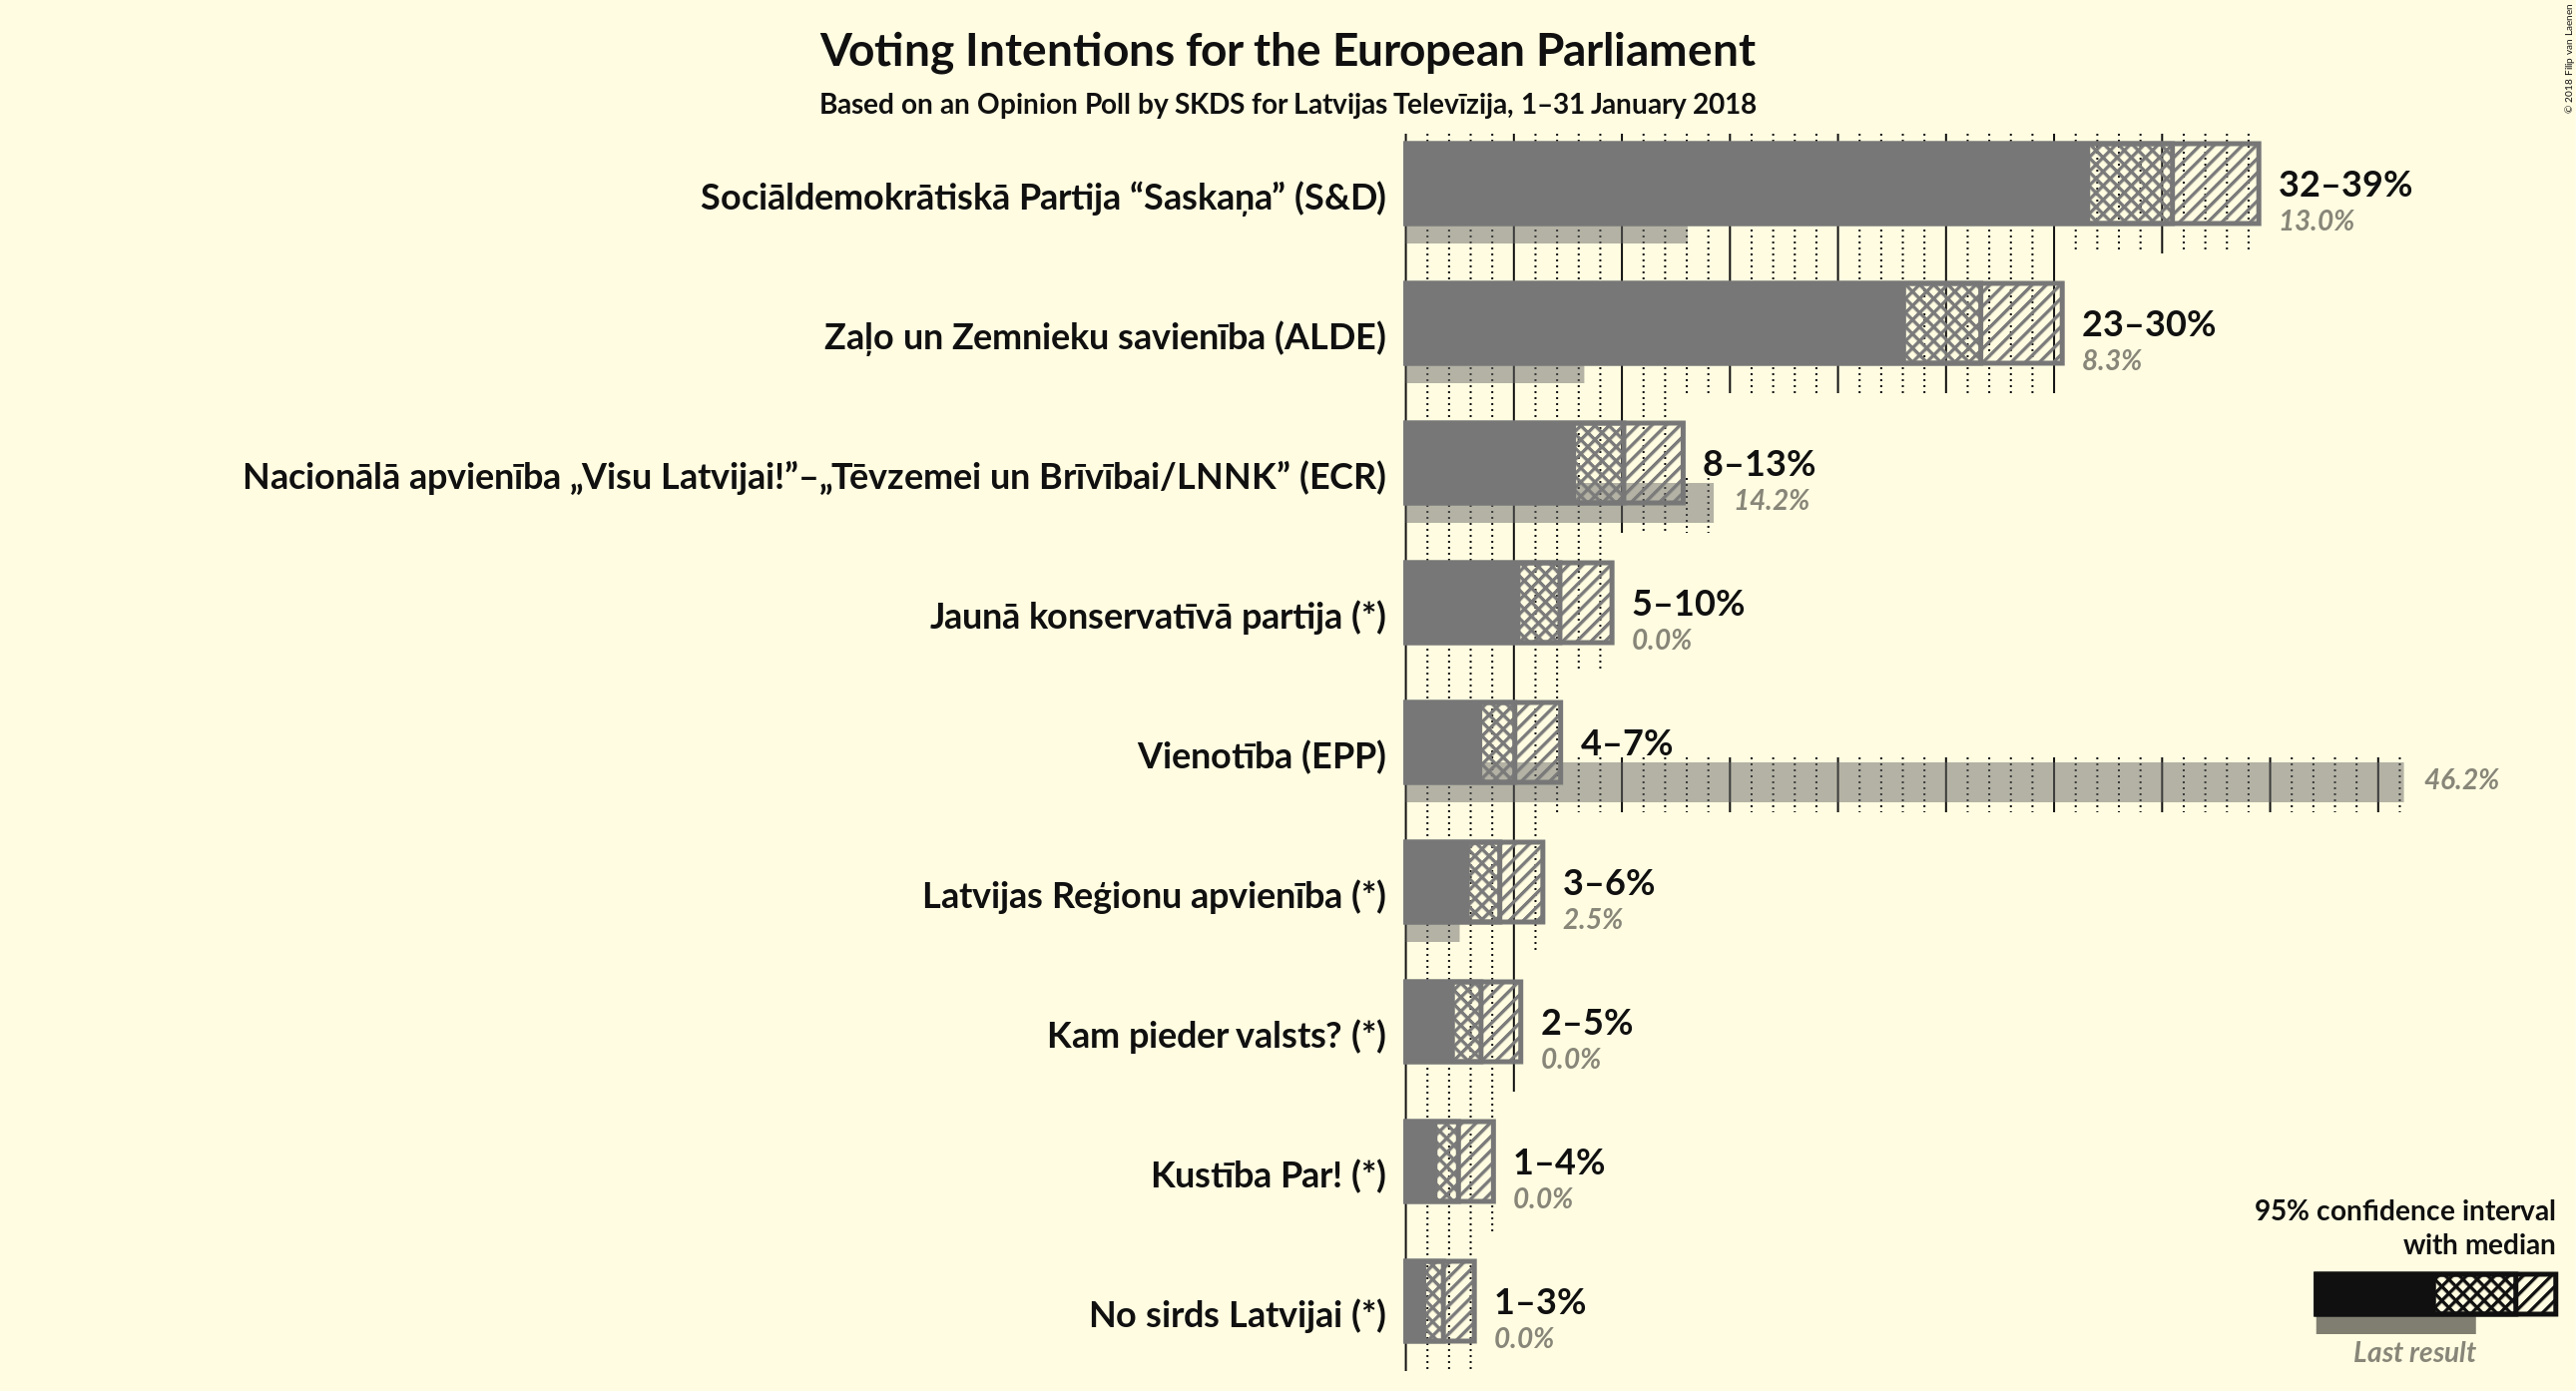 Voting Intentions for the European Parliament
Based on an Opinion Poll by SKDS for Latvijas Televīzija, 1–31 January 2018
© 2018 Filip van Laenen
Sociāldemokrātiskā Partija “Saskaņa” (S&D)
32–39%
13.0%
Zaļo un Zemnieku savienība (ALDE)
23–30%
8.3%
Nacionālā apvienība „Visu Latvijai!”–„Tēvzemei un Brīvībai/LNNK” (ECR)
8–13%
14.2%
Jaunā konservatīvā partija (*)
5–10%
0.0%
Vienotība (EPP)
4–7%
46.2%
Latvijas Reģionu apvienība (*)
3–6%
2.5%
Kam pieder valsts? (*)
2–5%
0.0%
Kustība Par! (*)
1–4%
0.0%
No sirds Latvijai (*)
1–3%
0.0%
95% confidence interval
with median
Last result